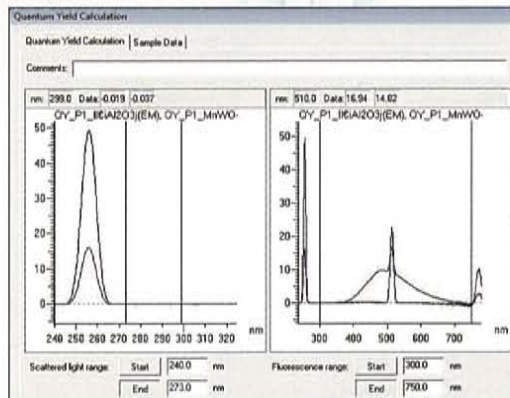 Quantum Yield Calculation
Quantum Yield Calculation Sample Data
Comments:
nm: 299.0 Data: -0.019 -0.037
nm: 510.0 Data: 16.94 14.02
50
40
30
20
10
0
240 250 260 270 280 290 300 310 320
nm
50
40
30
20
10
0
300 400 500 600 700
nm
Scattered light range: Start 240.0 nm
End 273.0 nm
Fluorescence range: Start 300.0 nm
End 750.0 nm